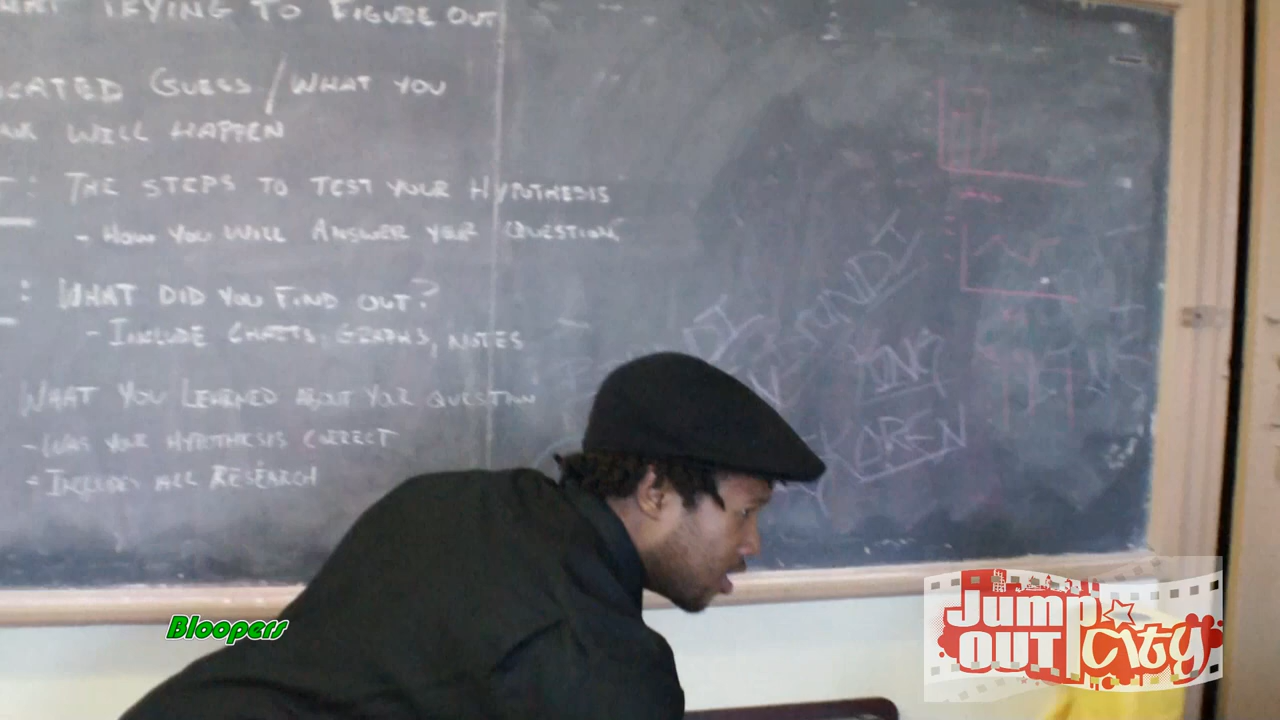 TRYING TO FIGURE OUT
GUESS/WHAT YOU
WILL HAPPEN
: THE STEPS TO TEST YOUR HYPOTHESIS
- HOW YOU WILL ANSWER YOUR QUESTION
: WHAT DID YOU FIND OUT?
- INCLUDE CHARTS, GRAPHS, NOTES
WHAT YOU LEARNED ABOUT YOUR QUESTION
- WAS YOUR HYPOTHESIS CORRECT
- INCLUDES ALL RESEARCH
KOREN
Bloopers
Jump OUT City